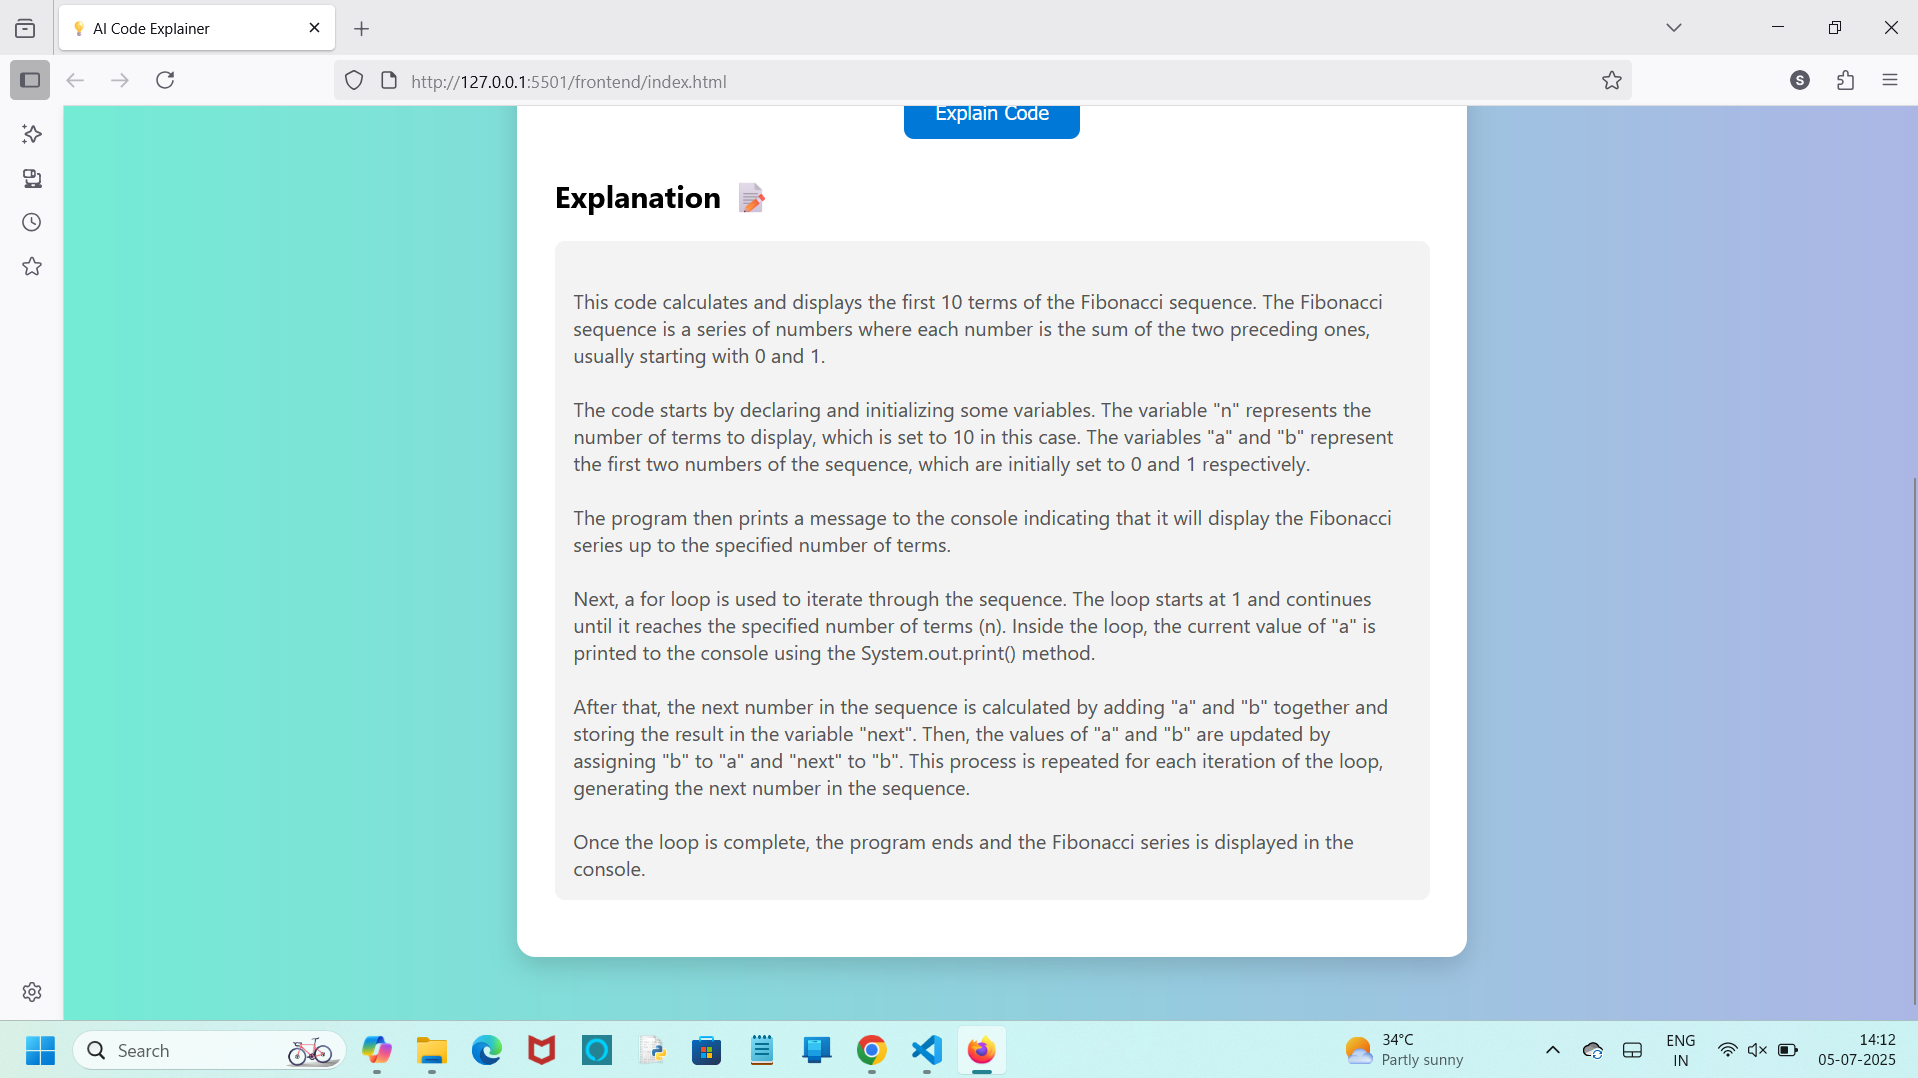 AI Code Explainer
http://127.0.0.1:5501/frontend/index.html
S
Explain Code
Explanation
This code calculates and displays the first 10 terms of the Fibonacci sequence. The Fibonacci
sequence is a series of numbers where each number is the sum of the two preceding ones,
usually starting with 0 and 1.
The code starts by declaring and initializing some variables. The variable "n" represents the
number of terms to display, which is set to 10 in this case. The variables "a" and "b" represent
the first two numbers of the sequence, which are initially set to 0 and 1 respectively.
The program then prints a message to the console indicating that it will display the Fibonacci
series up to the specified number of terms.
Next, a for loop is used to iterate through the sequence. The loop starts at 1 and continues
until it reaches the specified number of terms (n). Inside the loop, the current value of "a" is
printed to the console using the System.out.print() method.
After that, the next number in the sequence is calculated by adding "a" and "b" together and
storing the result in the variable "next". Then, the values of "a" and "b" are updated by
assigning "b" to "a" and "next" to "b". This process is repeated for each iteration of the loop,
generating the next number in the sequence.
Once the loop is complete, the program ends and the Fibonacci series is displayed in the
console.
Search
34°C
Partly sunny
ENG
IN
14:12
05-07-2025